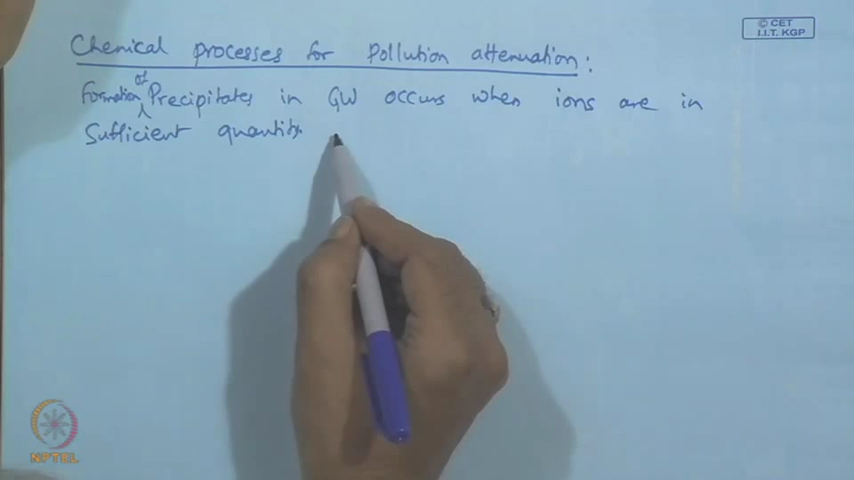 © CET
I.I.T. KGP
Chemical processes for Pollution attenuation:
Formation of Precipitates in GW occurs when ions are in
Sufficient quantity
NPTEL